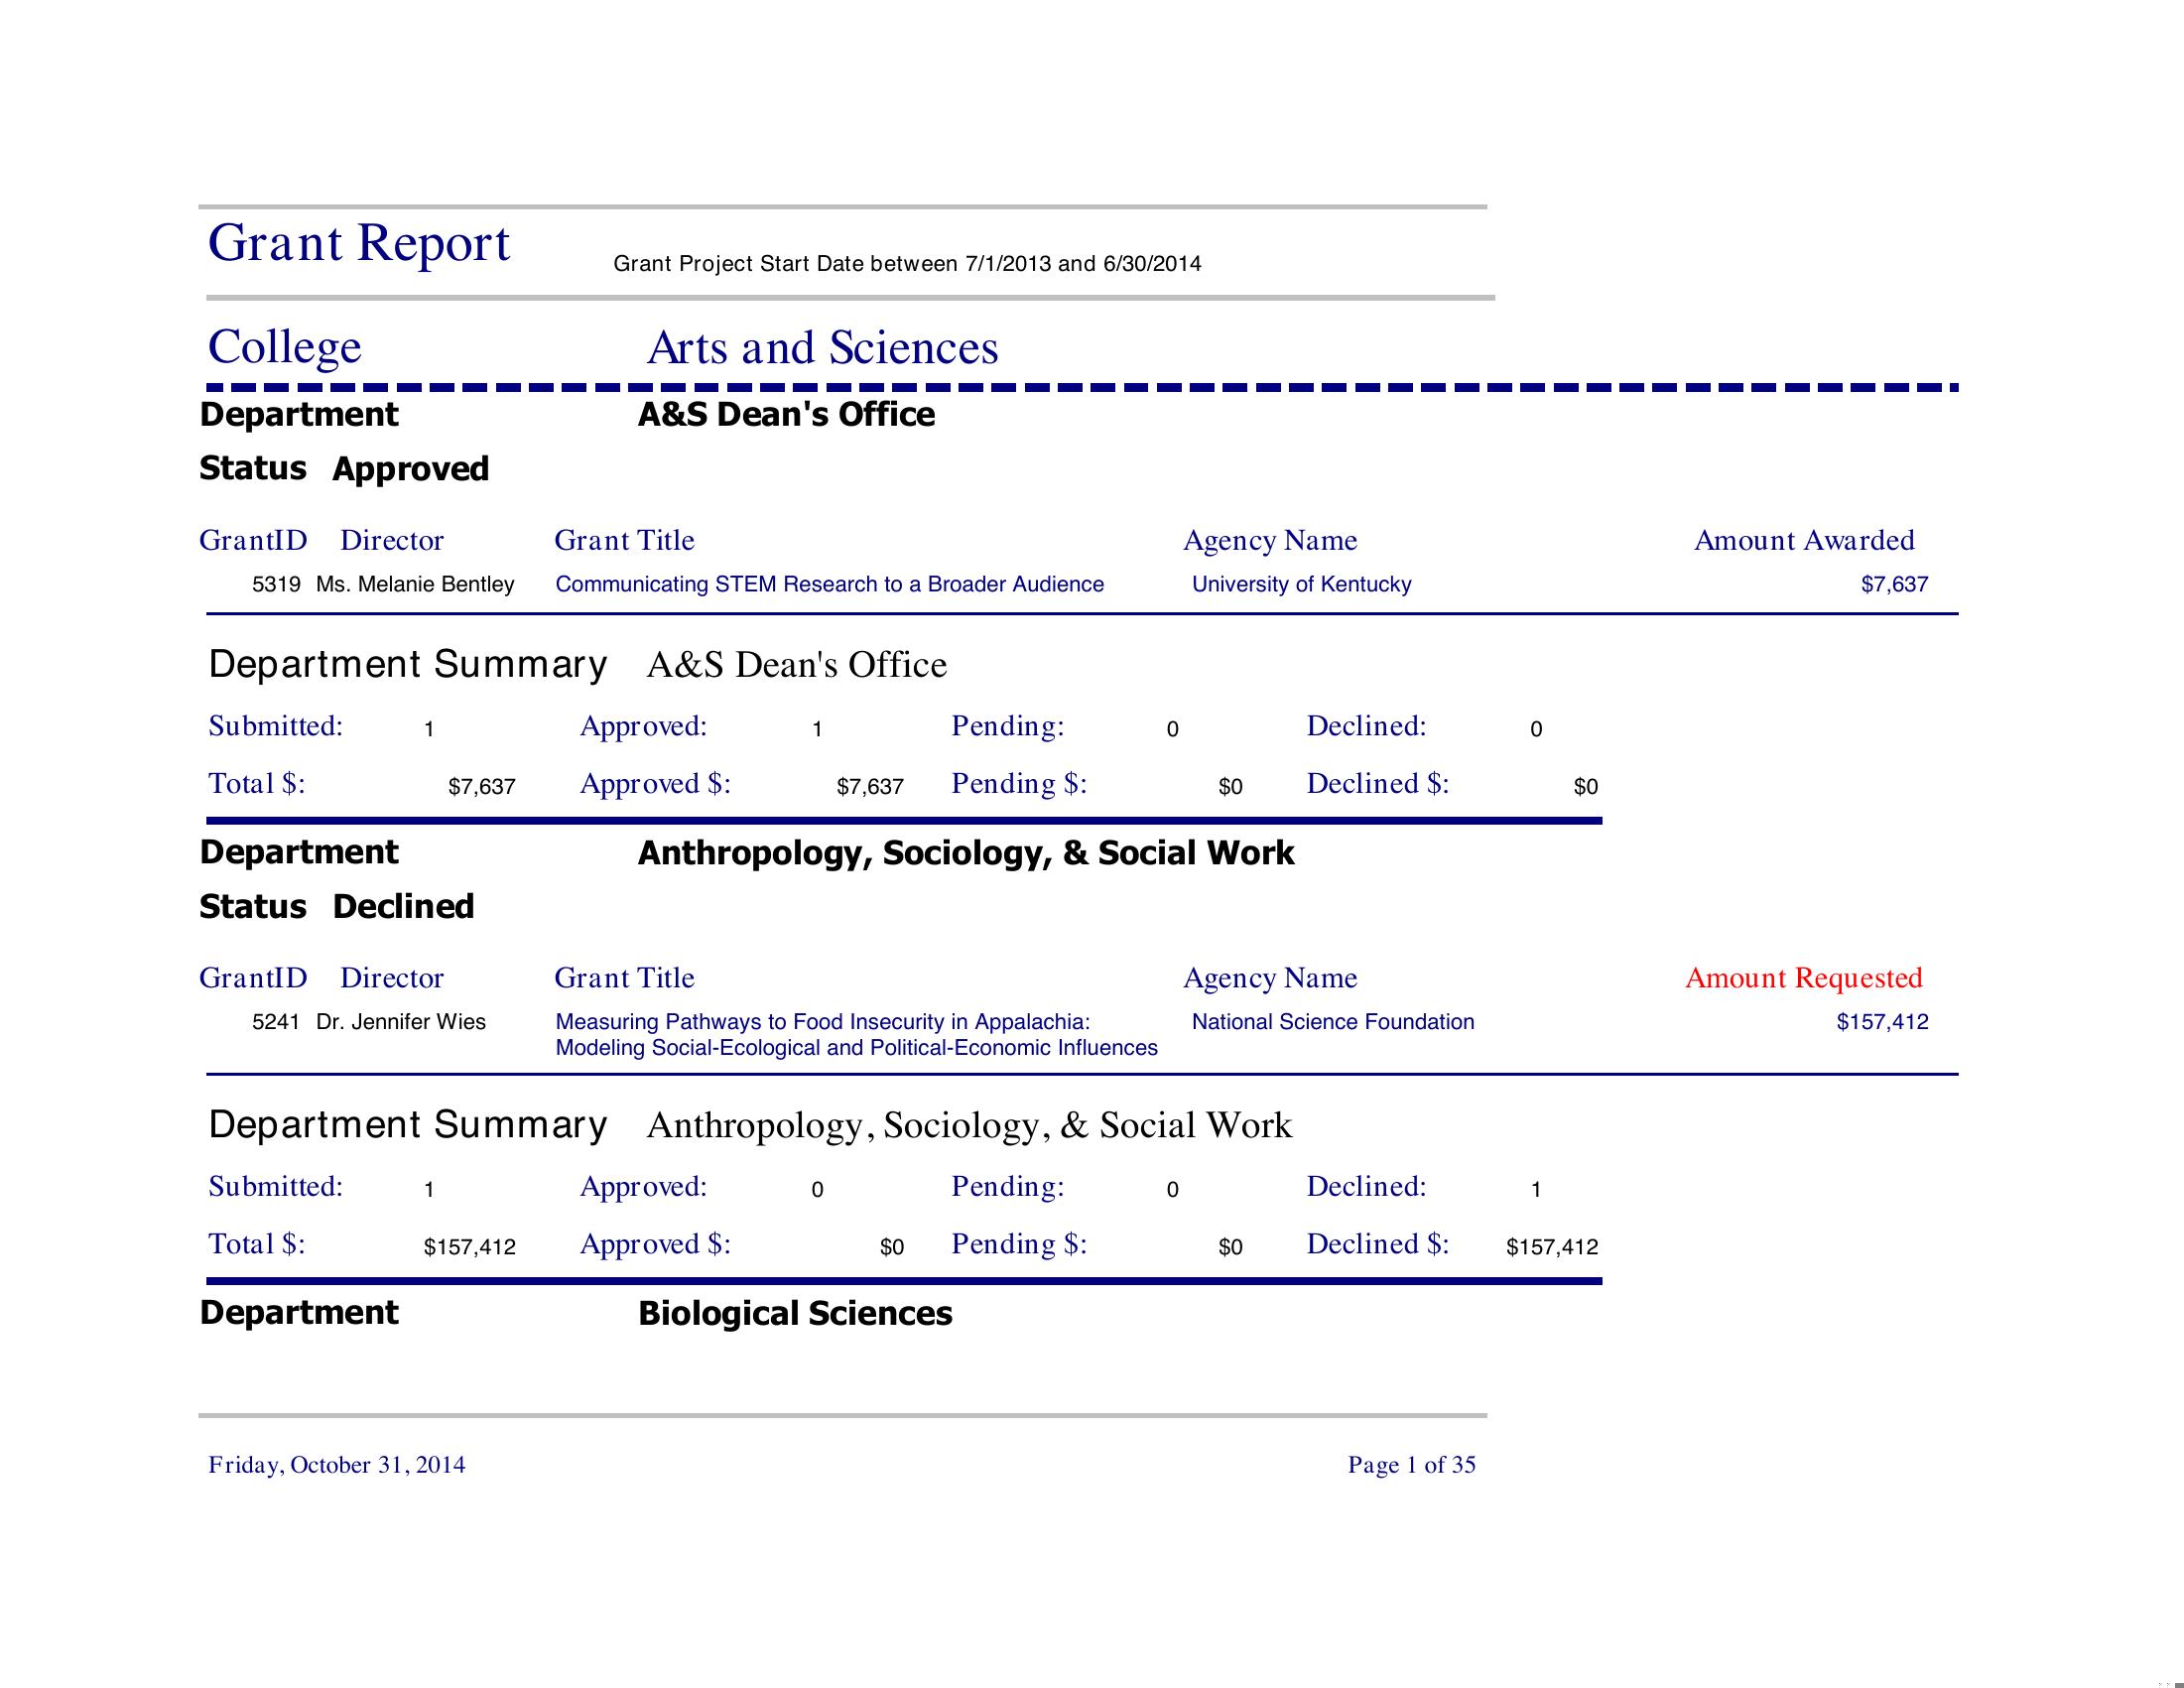 Grant Report Grant Project Start Date between 7/1/2013 and 6/30/2014
College Arts and Sciences
Department A&S Dean's Office
Status Approved
GrantID Director Grant Title Agency Name Amount Awarded
5319 Ms. Melanie Bentley Communicating STEM Research to a Broader Audience University of Kentucky $7,637
Department Summary A&S Dean's Office
Submitted: 1 Approved: 1 Pending: 0 Declined: 0
Total $: $7,637 Approved $: $7,637 Pending $: $0 Declined $: $0
Department Anthropology, Sociology, & Social Work
Status Declined
GrantID Director Grant Title Agency Name Amount Requested
5241 Dr. Jennifer Wies Measuring Pathways to Food Insecurity in Appalachia: National Science Foundation $157,412
Modeling Social-Ecological and Political-Economic Influences
Department Summary Anthropology, Sociology, & Social Work
Submitted: 1 Approved: 0 Pending: 0 Declined: 1
Total $: $157,412 Approved $: $0 Pending $: $0 Declined $: $157,412
Department Biological Sciences
Friday, October 31, 2014 Page 1 of 35